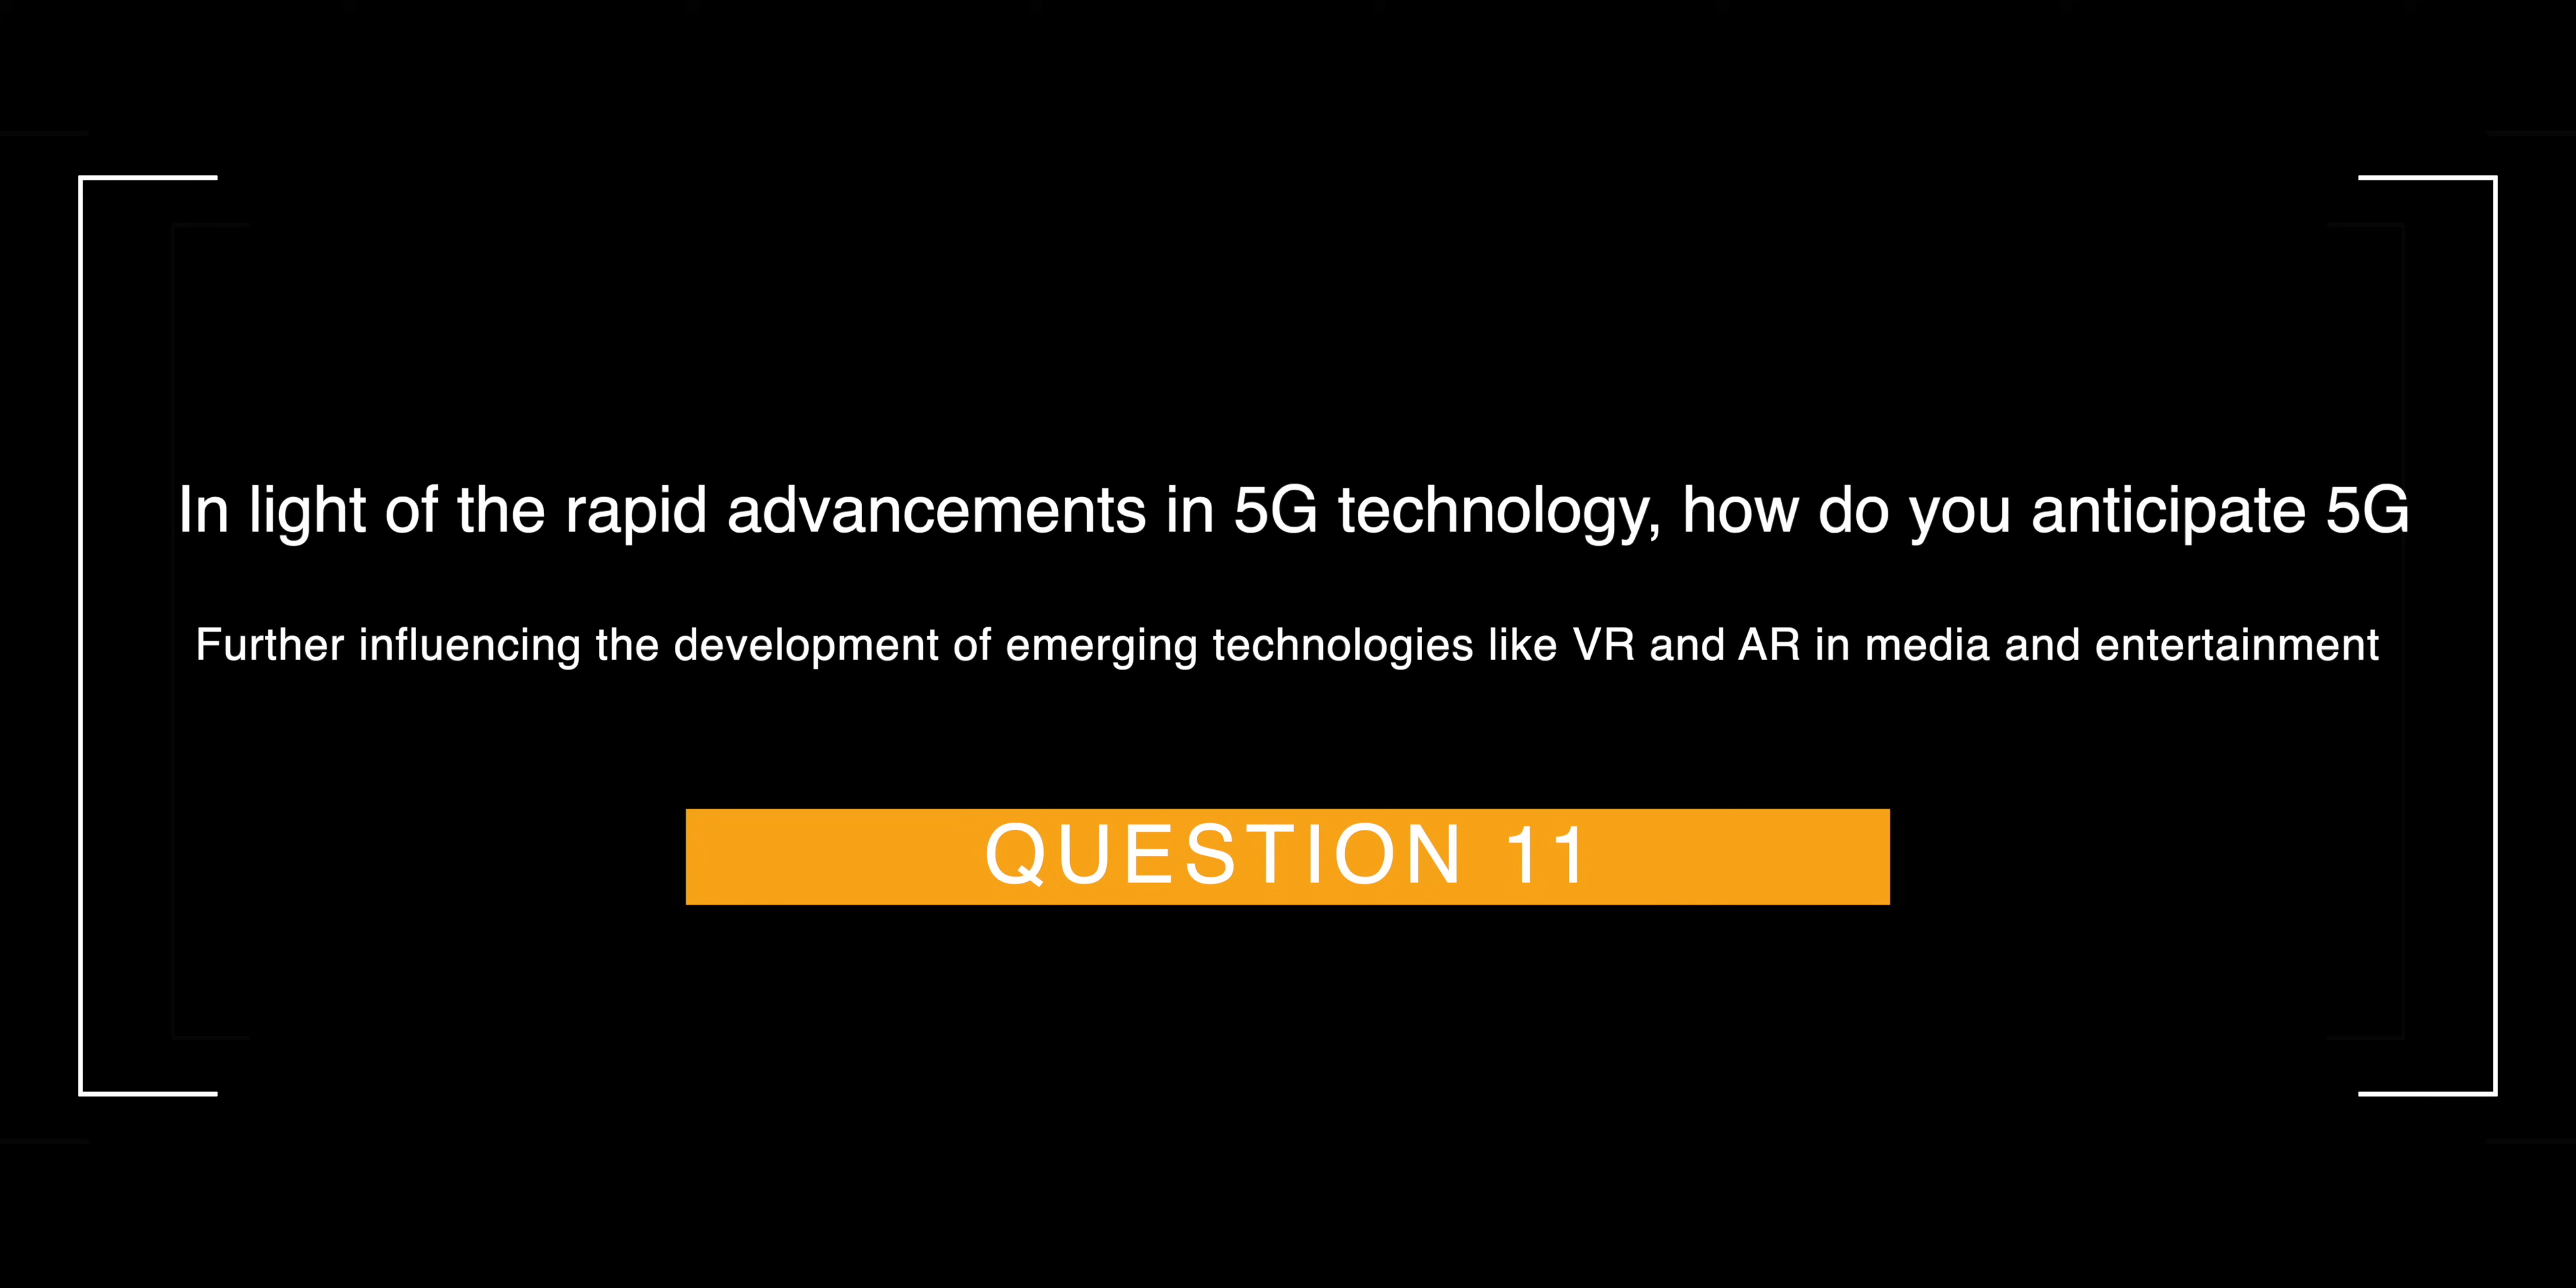 In light of the rapid advancements in 5G technology, how do you anticipate 5G
Further influencing the development of emerging technologies like VR and AR in media and entertainment
QUESTION 11